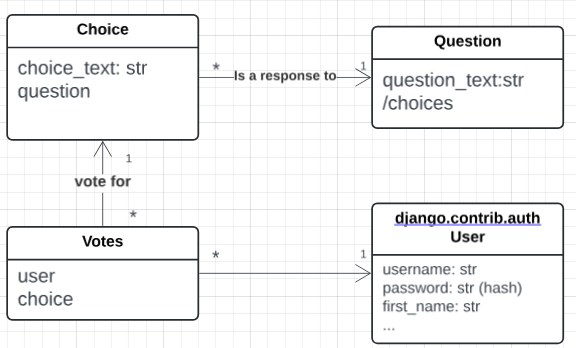 Choice
choice_text: str
question
*
Is a response to
1
Question
question_text:str
/choices
1
vote for
*
Votes
user
choice
*
1
django.contrib.auth
User
username: str
password: str (hash)
first_name: str
...